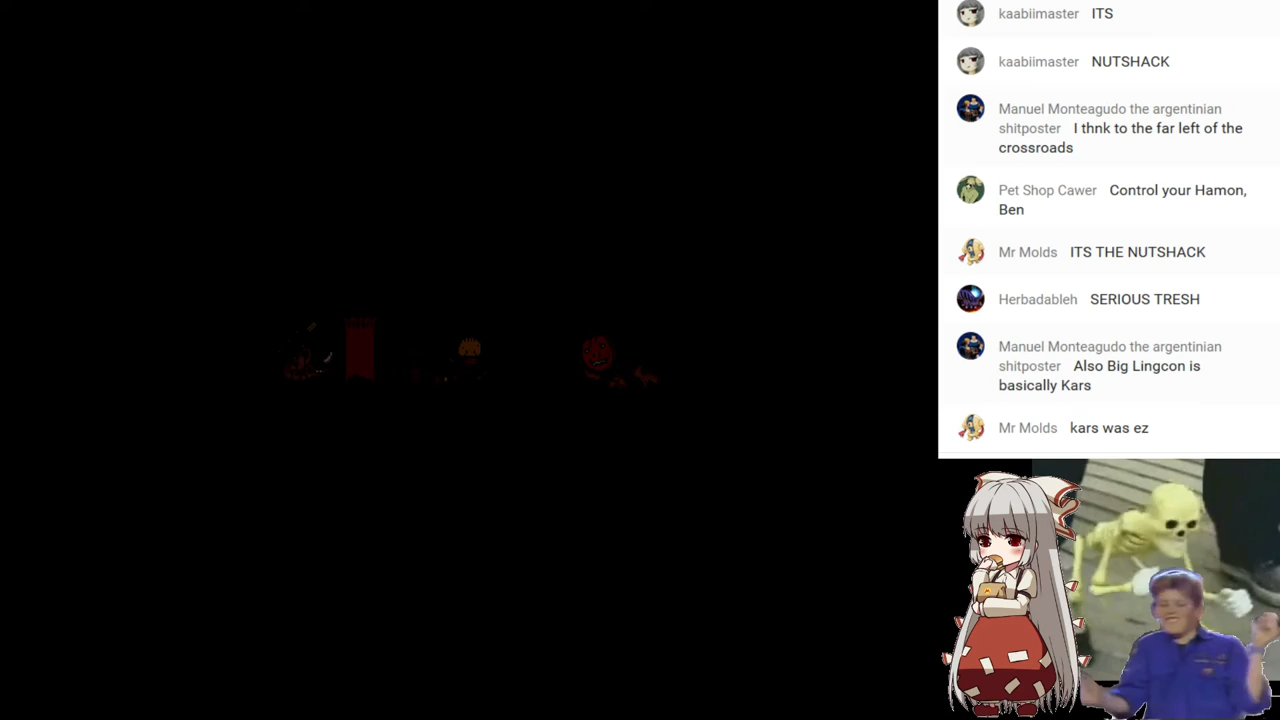 kaabiimaster ITS
kaabiimaster NUTSHACK
Manuel Monteagudo the argentinian
shitposter I thnk to the far left of the
crossroads
Pet Shop Cawer Control your Hamon,
Ben
Mr Molds ITS THE NUTSHACK
Herbadableh SERIOUS TRESH
Manuel Monteagudo the argentinian
shitposter Also Big Lingcon is
basically Kars
Mr Molds kars was ez